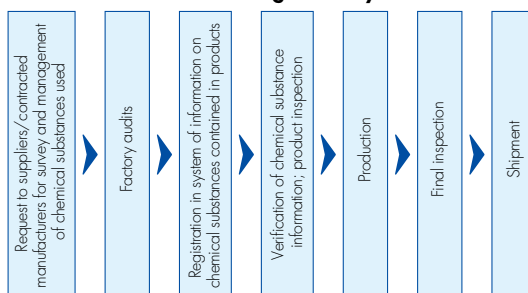 Request to suppliers/contracted
manufacturers for survey and management
of chemical substances used
Factory audits
Registration in system of information on
chemical substances contained in products
Verification of chemical substance
information; product inspection
Production
Final inspection
Shipment